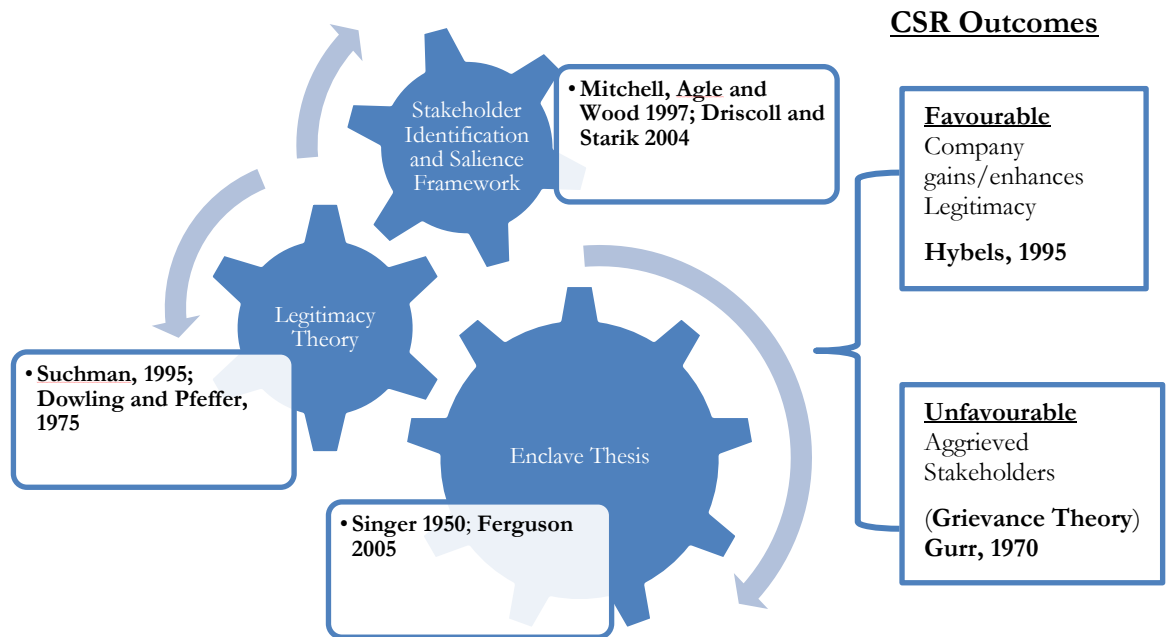 CSR Outcomes
Stakeholder
Identification
and Salience
Framework
• Mitchell, Agle and
Wood 1997; Driscoll and
Starik 2004
Legitimacy
Theory
• Suchman, 1995;
Dowling and Pfeffer,
1975
Enclave Thesis
• Singer 1950; Ferguson
2005
Favourable
Company
gains/enhances
Legitimacy
Hybels, 1995
Unfavourable
Aggrieved
Stakeholders
(Grievance Theory)
Gurr, 1970